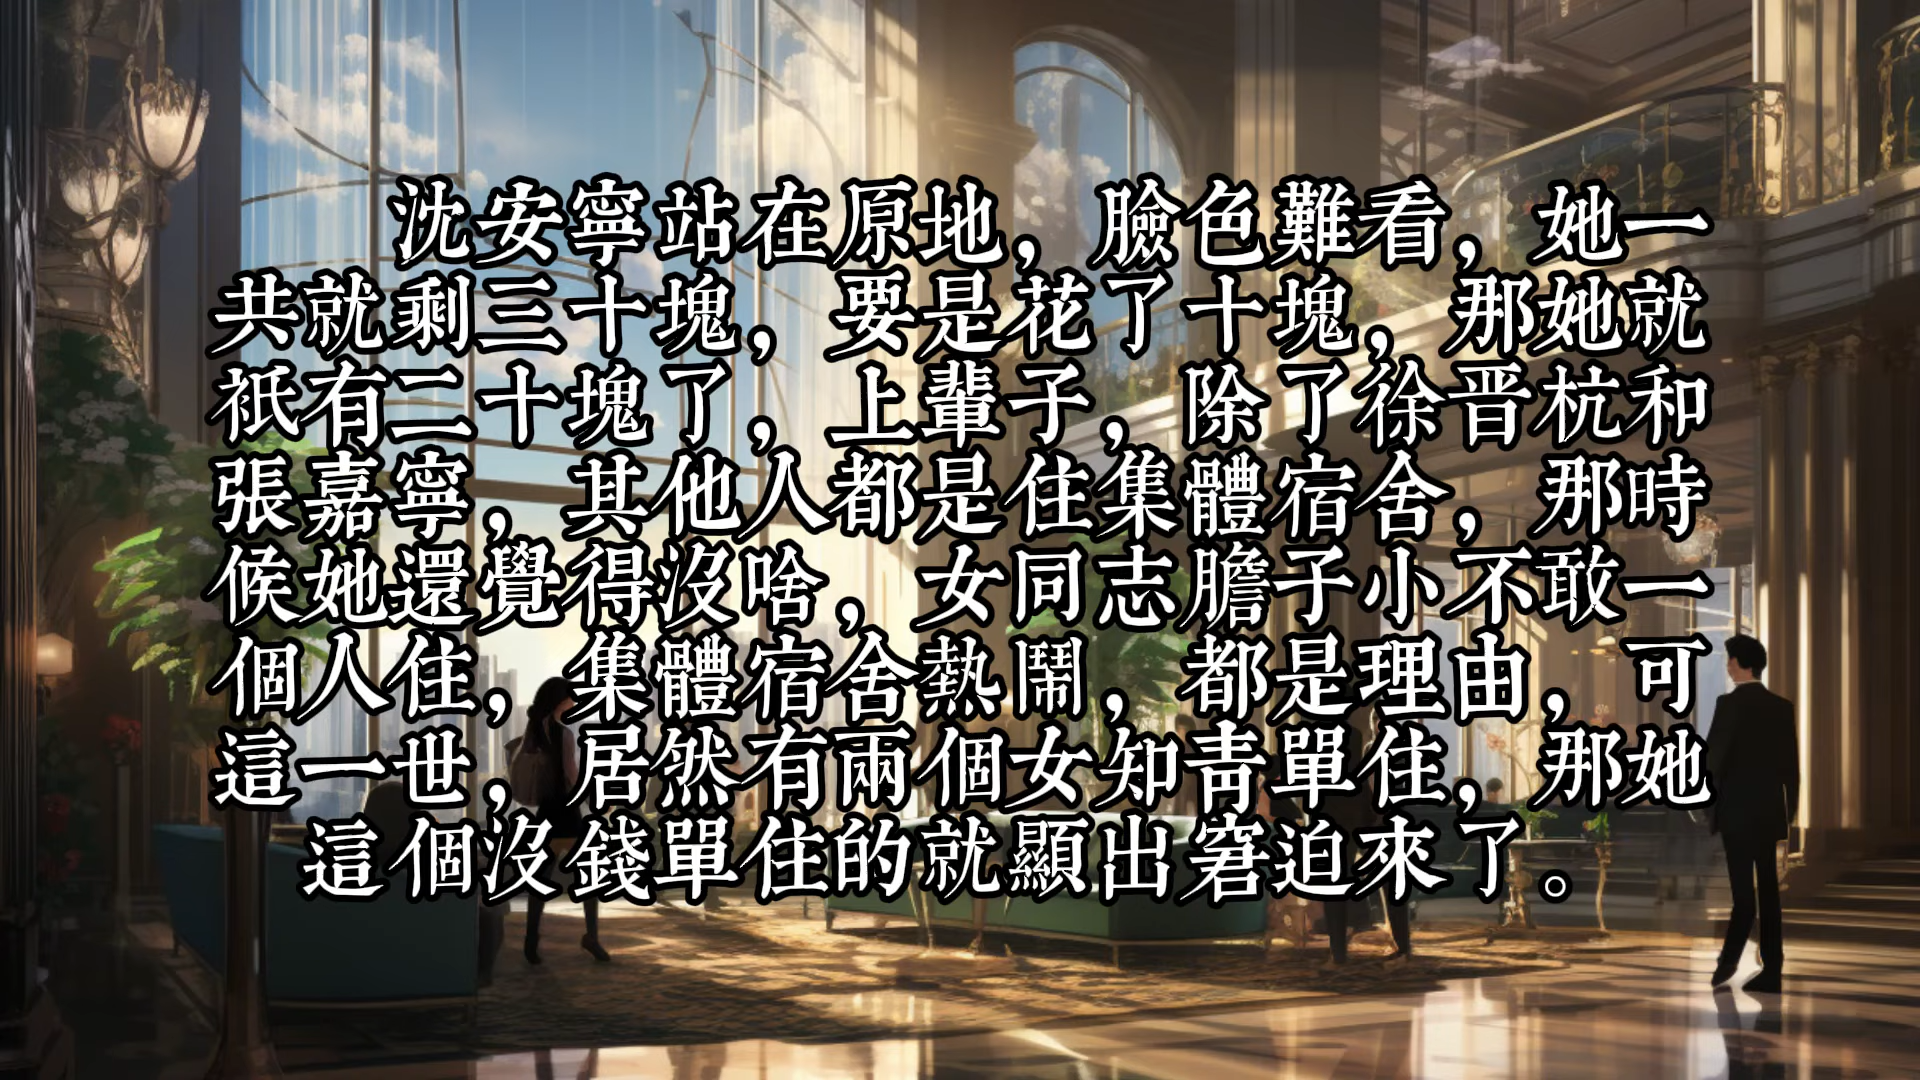 沈安寧站在原地，臉色難看，她一
共就剩三十塊，要是花了十塊，那她就
衹有二十塊了，上輩子，除了徐晋杭和
張嘉寧，其他人都是住集體宿舍，那時
候她還覺得沒啥，女同志膽子小不敢一
個人住，集體宿舍熱鬧，都是理由，可
這一世，居然有兩個女知青單住，那她
這個沒錢單住的就顯出窘迫來了。